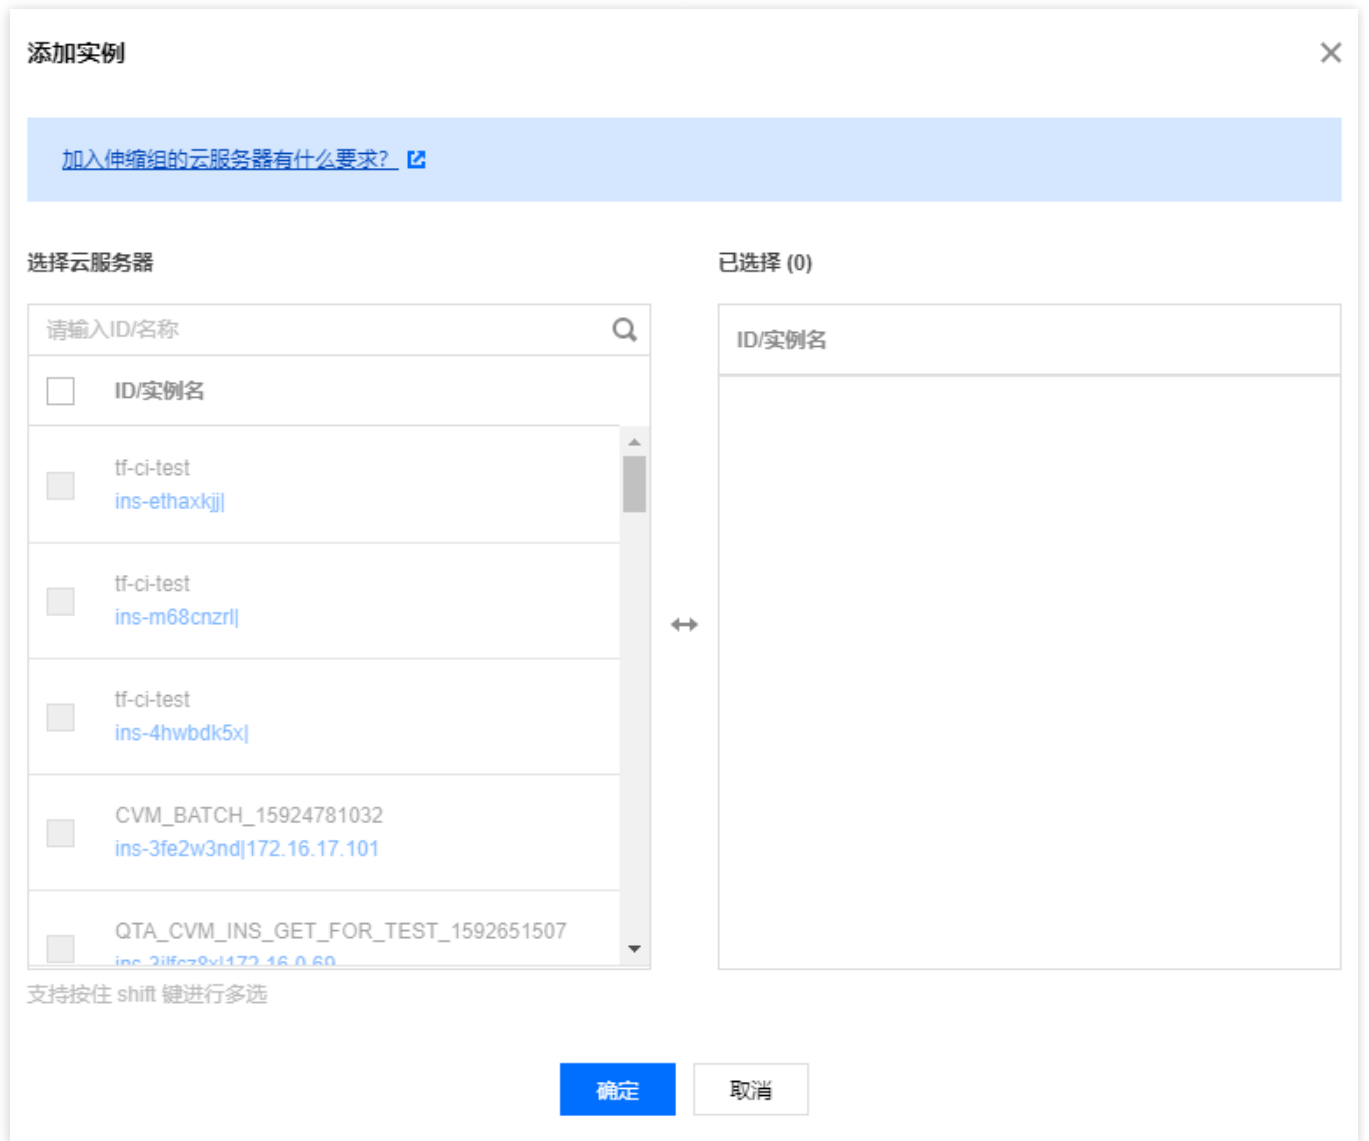 添加实例
加入伸缩组的云服务器有什么要求?
选择云服务器
请输入ID/名称
ID/实例名
tf-ci-test
ins-ethaxkjj|
tf-ci-test
ins-m68cnzrl|
tf-ci-test
ins-4hwbdk5x|
CVM_BATCH_15924781032
ins-3fe2w3nd|172.16.17.101
QTA_CVM_INS_GET_FOR_TEST_1592651507
支持按住 shift 键进行多选
已选择 (0)
ID/实例名
确定
取消